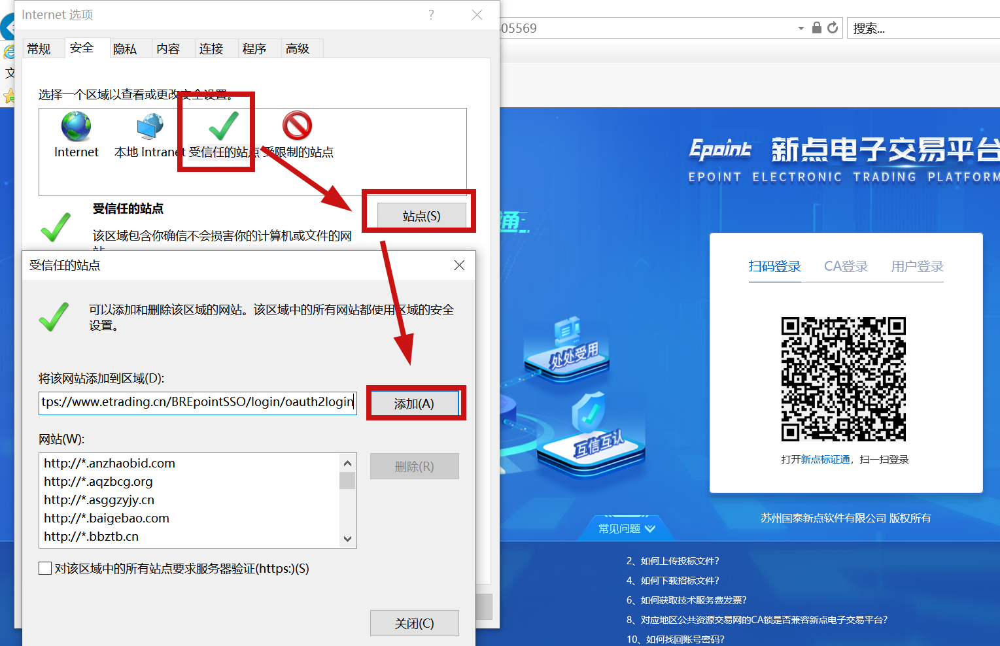 Internet 选项
305569
搜索...
常规
安全
隐私
内容
连接
程序
高级
文
选择一个区域以查看或更改安全设置。
Internet
本地 Intranet
受信任的站点
受限制的站点
受信任的站点
站点(S)
该区域包含你确信不会损害你的计算机或文件的网
站
受信任的站点
可以添加和删除该区域的网站。该区域中的所有网站都使用区域的安全
设置。
将该网站添加到区域(D):
tps://www.etrading.cn/BREpointSSO/login/oauth2login
添加(A)
网站(W):
http://*.anzhaobid.com
http://*.aqzbcg.org
http://*.asggzyjy.cn
http://*.baigebao.com
http://*.bbztb.cn
删除(R)
对该区域中的所有站点要求服务器验证(https:)(S)
关闭(C)
Epoint 新点电子交易平台
EPOINT ELECTRONIC TRADING PLATFORM
通
处处受用
互信互认
扫码登录
CA登录
用户登录
打开新点标证通，扫一扫登录
苏州国泰新点软件有限公司 版权所有
常见问题
2、如何上传投标文件?
4、如何下载招标文件?
6、如何获取技术服务费发票?
8、对应地区公共资源交易网的CA锁是否兼容新点电子交易平台?
10、如何找回账号密码?